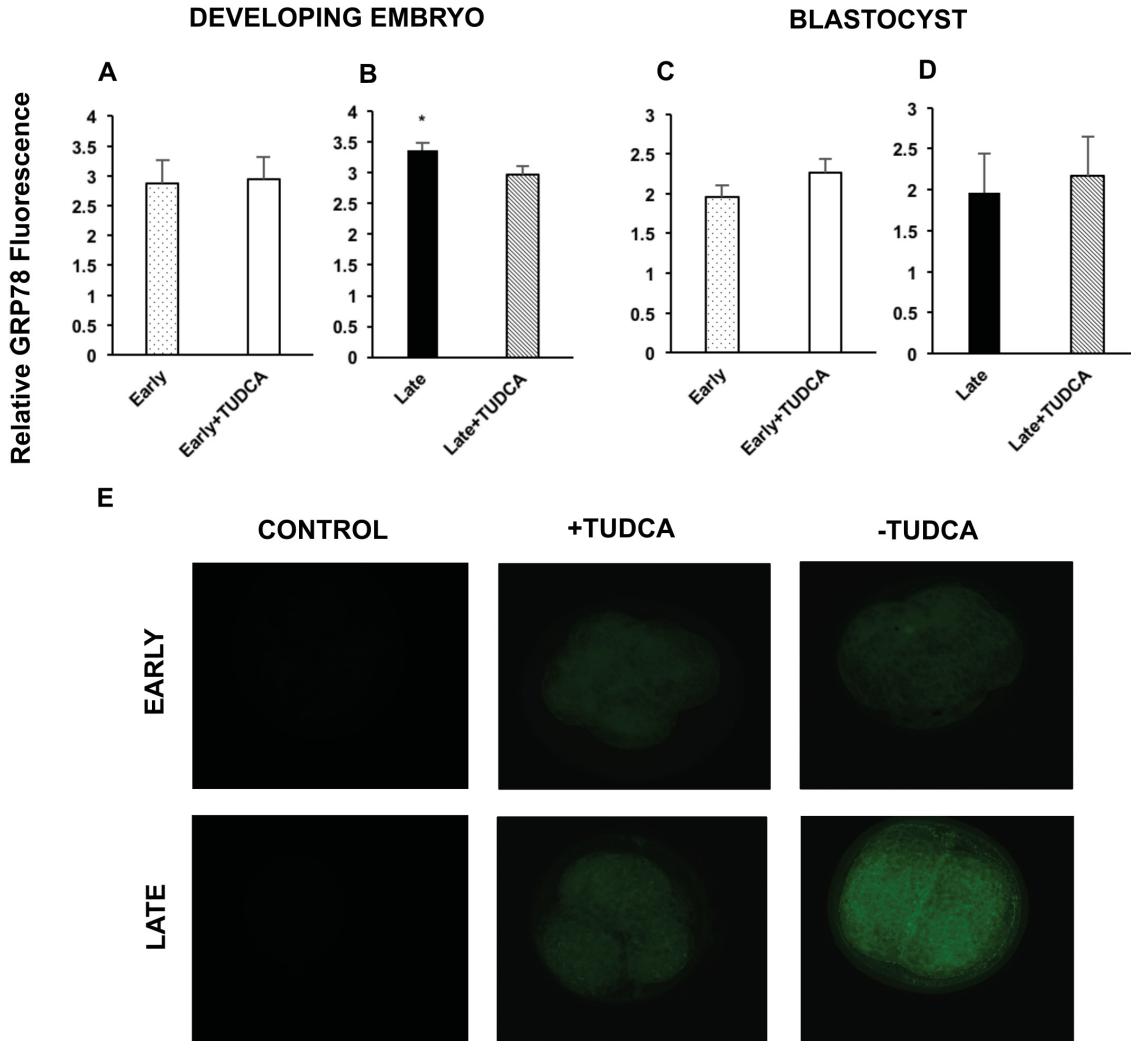 DEVELOPING EMBRYO
BLASTOCYST
Relative GRP78 Fluorescence
A
4
3.5
3
2.5
2
1.5
1
0.5
0
Early
Early+TUDCA
B
*
4
3.5
3
2.5
2
1.5
1
0.5
0
Late
Late+TUDCA
C
3
2.5
2
1.5
1
0.5
0
Early
Early+TUDCA
D
3
2.5
2
1.5
1
0.5
0
Late
Late+TUDCA
E
CONTROL
+TUDCA
-TUDCA
EARLY
LATE